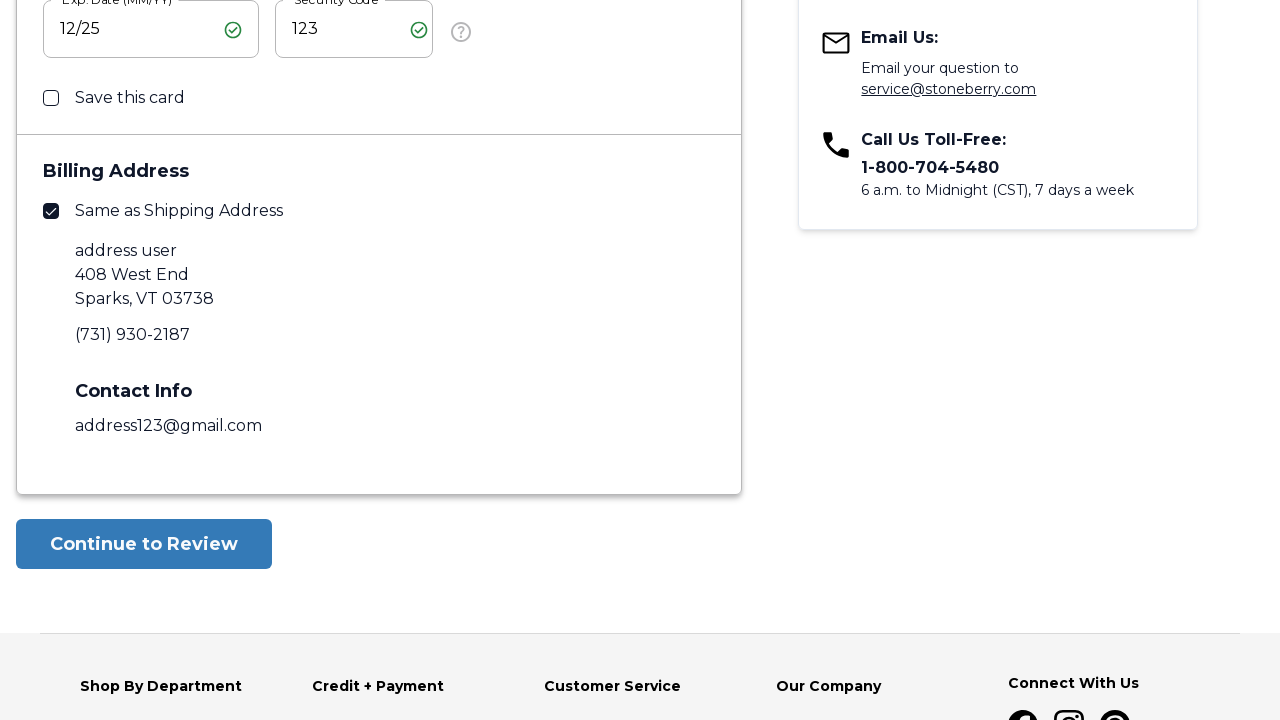 Exp. Date (MM/YY)
12/25
Security Code
123
Save this card
Billing Address
Same as Shipping Address
address user
408 West End
Sparks, VT 03738
(731) 930-2187
Contact Info
address123@gmail.com
Continue to Review
Email Us:
Email your question to
service@stoneberry.com
Call Us Toll-Free:
1-800-704-5480
6 a.m. to Midnight (CST), 7 days a week
Shop By Department
Credit + Payment
Customer Service
Our Company
Connect With Us